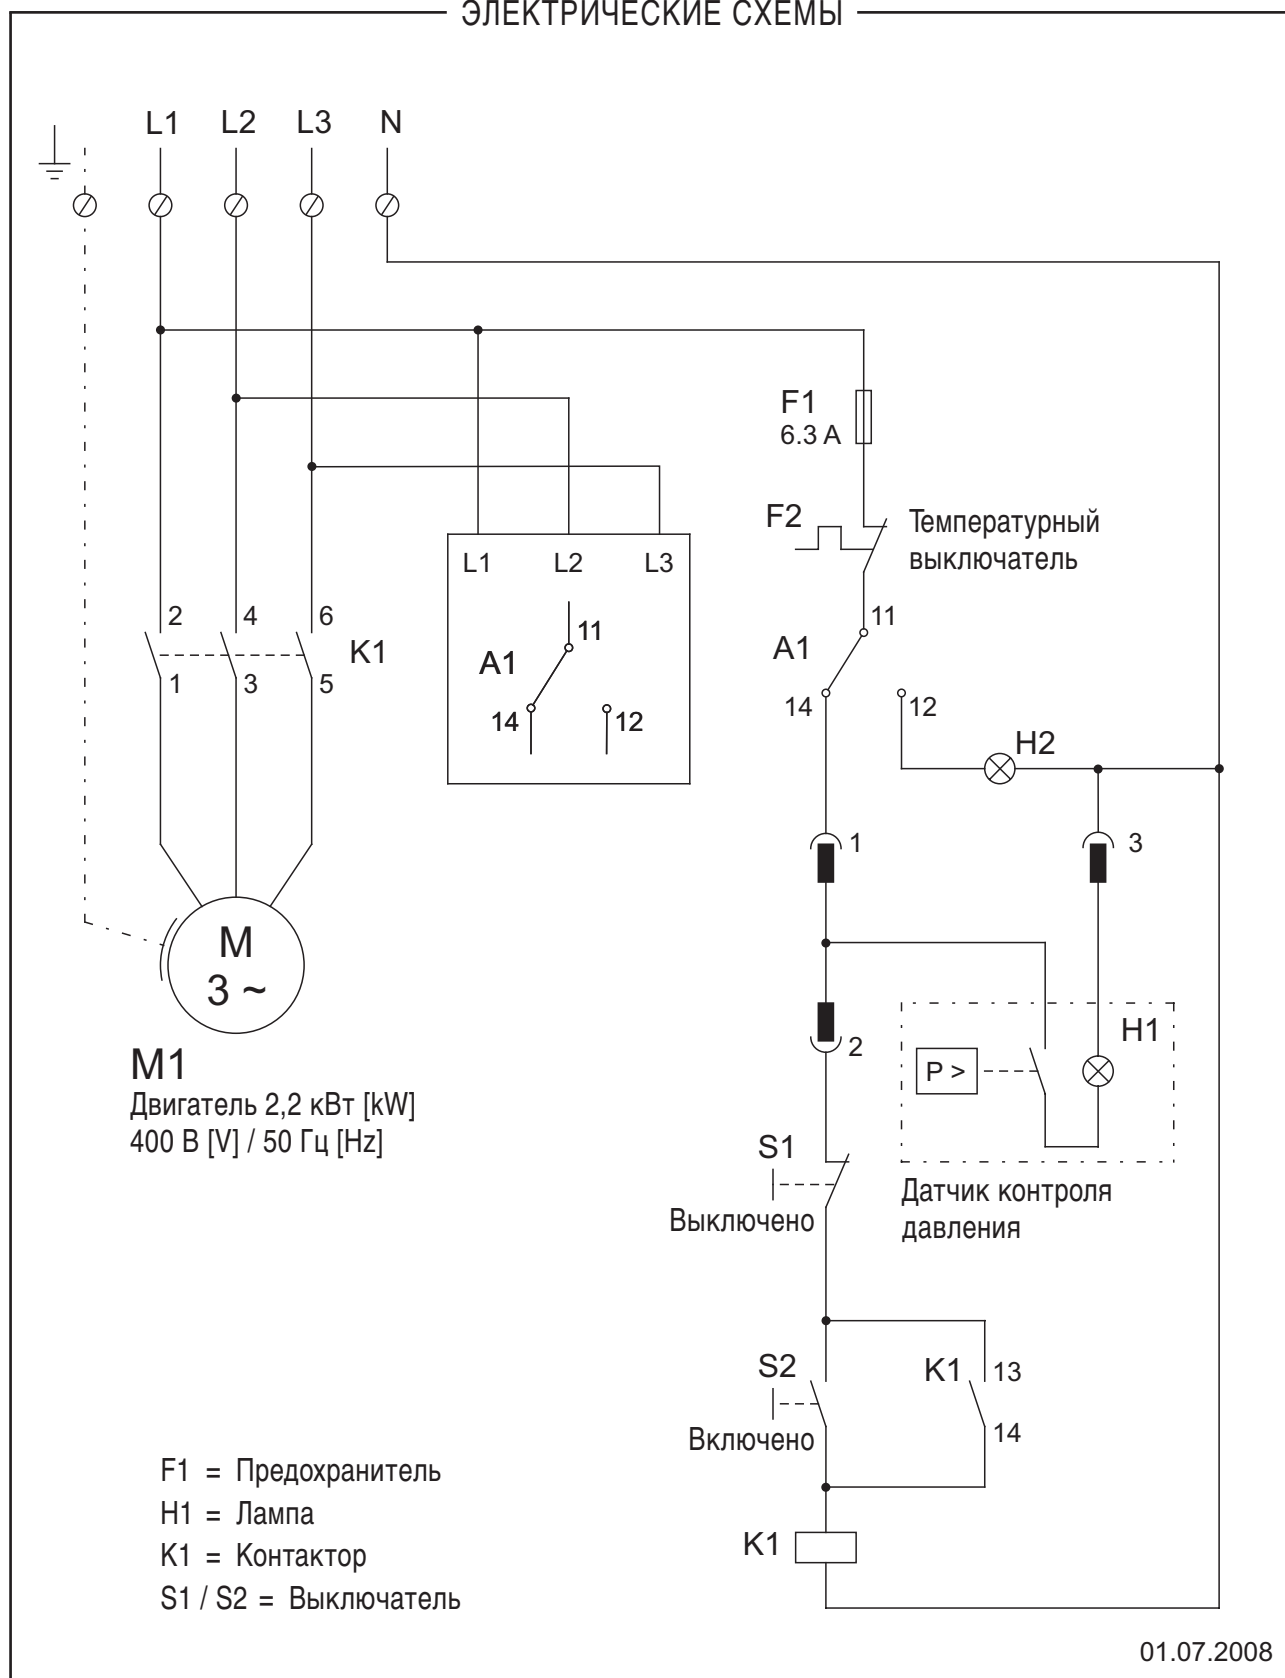 ЭЛЕКТРИЧЕСКИЕ СХЕМЫ
L1 L2 L3 N
F1
6.3 A
F2
Температурный
выключатель
L1 L2 L3
2 4 6
K1
1 3 5
11
A1
14 12
11
A1
14 12
H2
1
3
M
3 ~
M1
Двигатель 2,2 кВт [kW]
400 В [V] / 50 Гц [Hz]
2
H1
P >
S1
Выключено
Датчик контроля
давления
S2
Включено
K1
13
14
K1
F1 = Предохранитель
H1 = Лампа
K1 = Контактор
S1 / S2 = Выключатель
01.07.2008